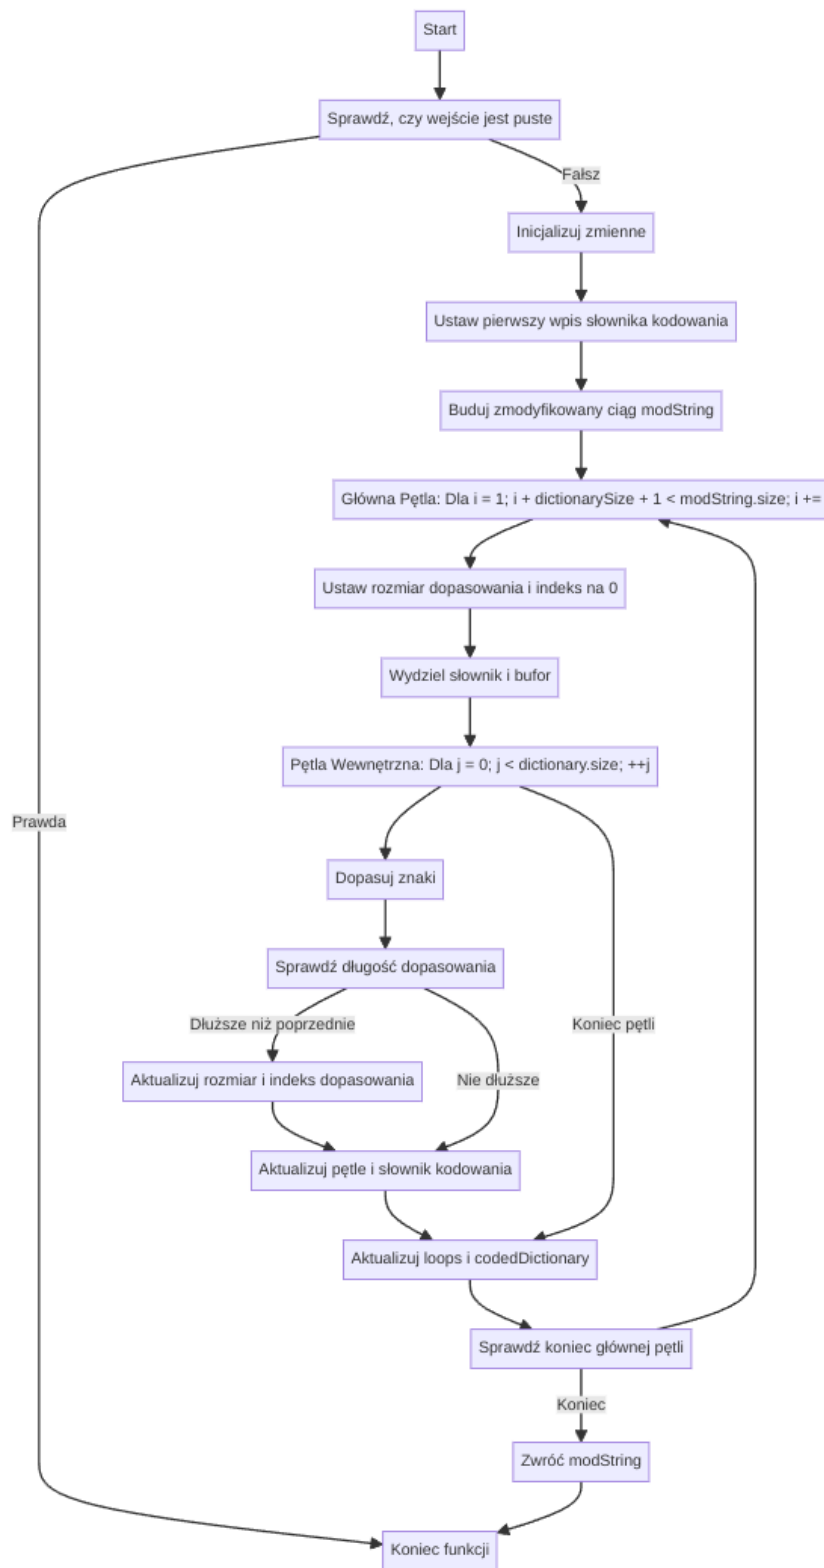 Start
Sprawdź, czy wejście jest puste
Fałsz
Inicjalizuj zmienne
Ustaw pierwszy wpis słownika kodowania
Buduj zmodyfikowany ciąg modString
Główna Pętla: Dla i = 1; i + dictionarySize + 1 < modString.size; i +=
Ustaw rozmiar dopasowania i indeks na 0
Wydziel słownik i bufor
Pętla Wewnętrzna: Dla j = 0; j < dictionary.size; ++j
Prawda
Dopasuj znaki
Sprawdź długość dopasowania
Dłuższe niż poprzednie
Koniec pętli
Aktualizuj rozmiar i indeks dopasowania
Nie dłuższe
Aktualizuj pętle i słownik kodowania
Aktualizuj loops i codedDictionary
Sprawdź koniec głównej pętli
Koniec
Zwróć modString
Koniec funkcji